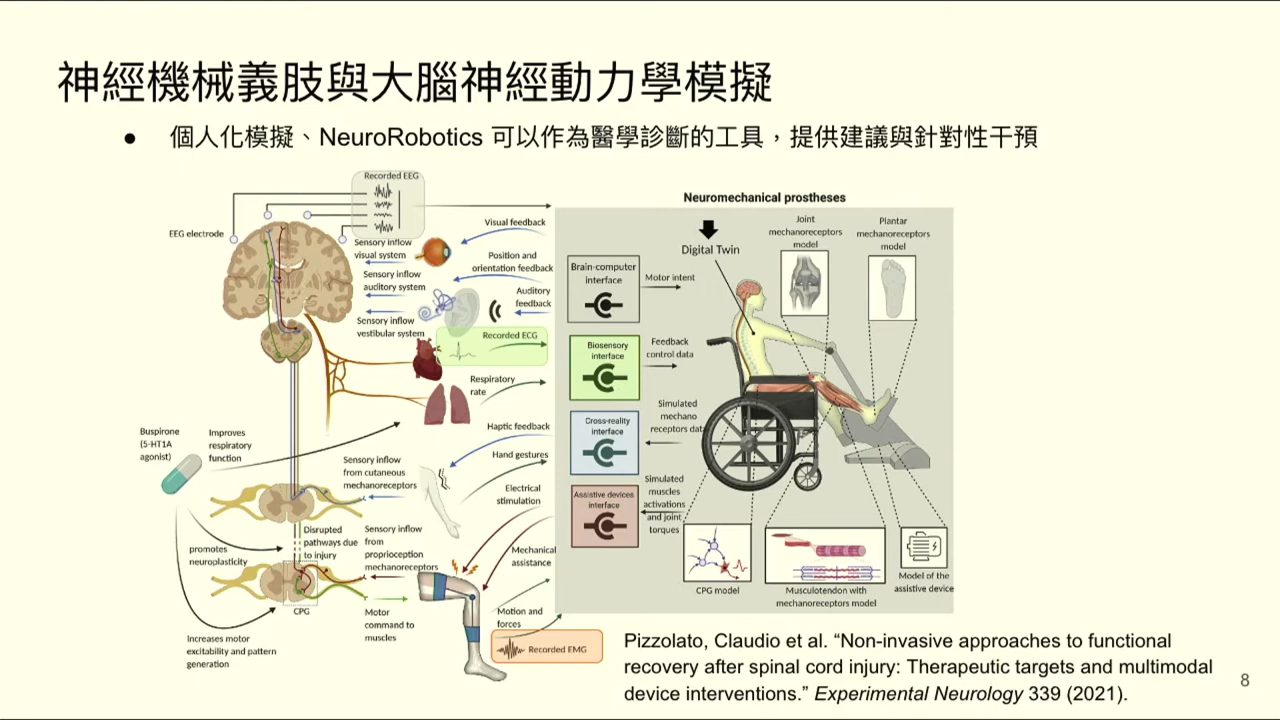 神經機械義肢與大腦神經動力學模擬
● 個人化模擬、NeuroRobotics 可以作為醫學診斷的工具，提供建議與針對性干預
Recorded EEG
EEG electrode
Sensory inflow
visual system
Sensory inflow
auditory system
Sensory inflow
vestibular system
Visual feedback
Position and
orientation feedback
Auditory
feedback
Recorded ECG
Respiratory
rate
Buspirone
(5-HT1A
agonist)
Improves
respiratory
function
Haptic feedback
Hand gestures
Sensory inflow
from cutaneous
mechanoreceptors
Electrical
stimulation
Disrupted
pathways due
to injury
Sensory inflow
from
proprioception
mechanoreceptors
Mechanical
assistance
promotes
neuroplasticity
CPG
Motor
command to
muscles
Motion and
forces
Increases motor
excitability and pattern
generation
Recorded EMG
Neuromechanical prostheses
Digital Twin
Joint
mechanoreceptors
model
Plantar
mechanoreceptors
model
Brain-computer
interface
Motor intent
Biosensory
interface
Feedback
control data
Cross-reality
interface
Simulated
mechano
receptors data
Assistive devices
interface
Simulated
muscles
activations
and joint
torques
CPG model
Musculotendon with
mechanoreceptors model
Model of the
assistive device
Pizzolato, Claudio et al. “Non-invasive approaches to functional
recovery after spinal cord injury: Therapeutic targets and multimodal
device interventions.” Experimental Neurology 339 (2021).
8